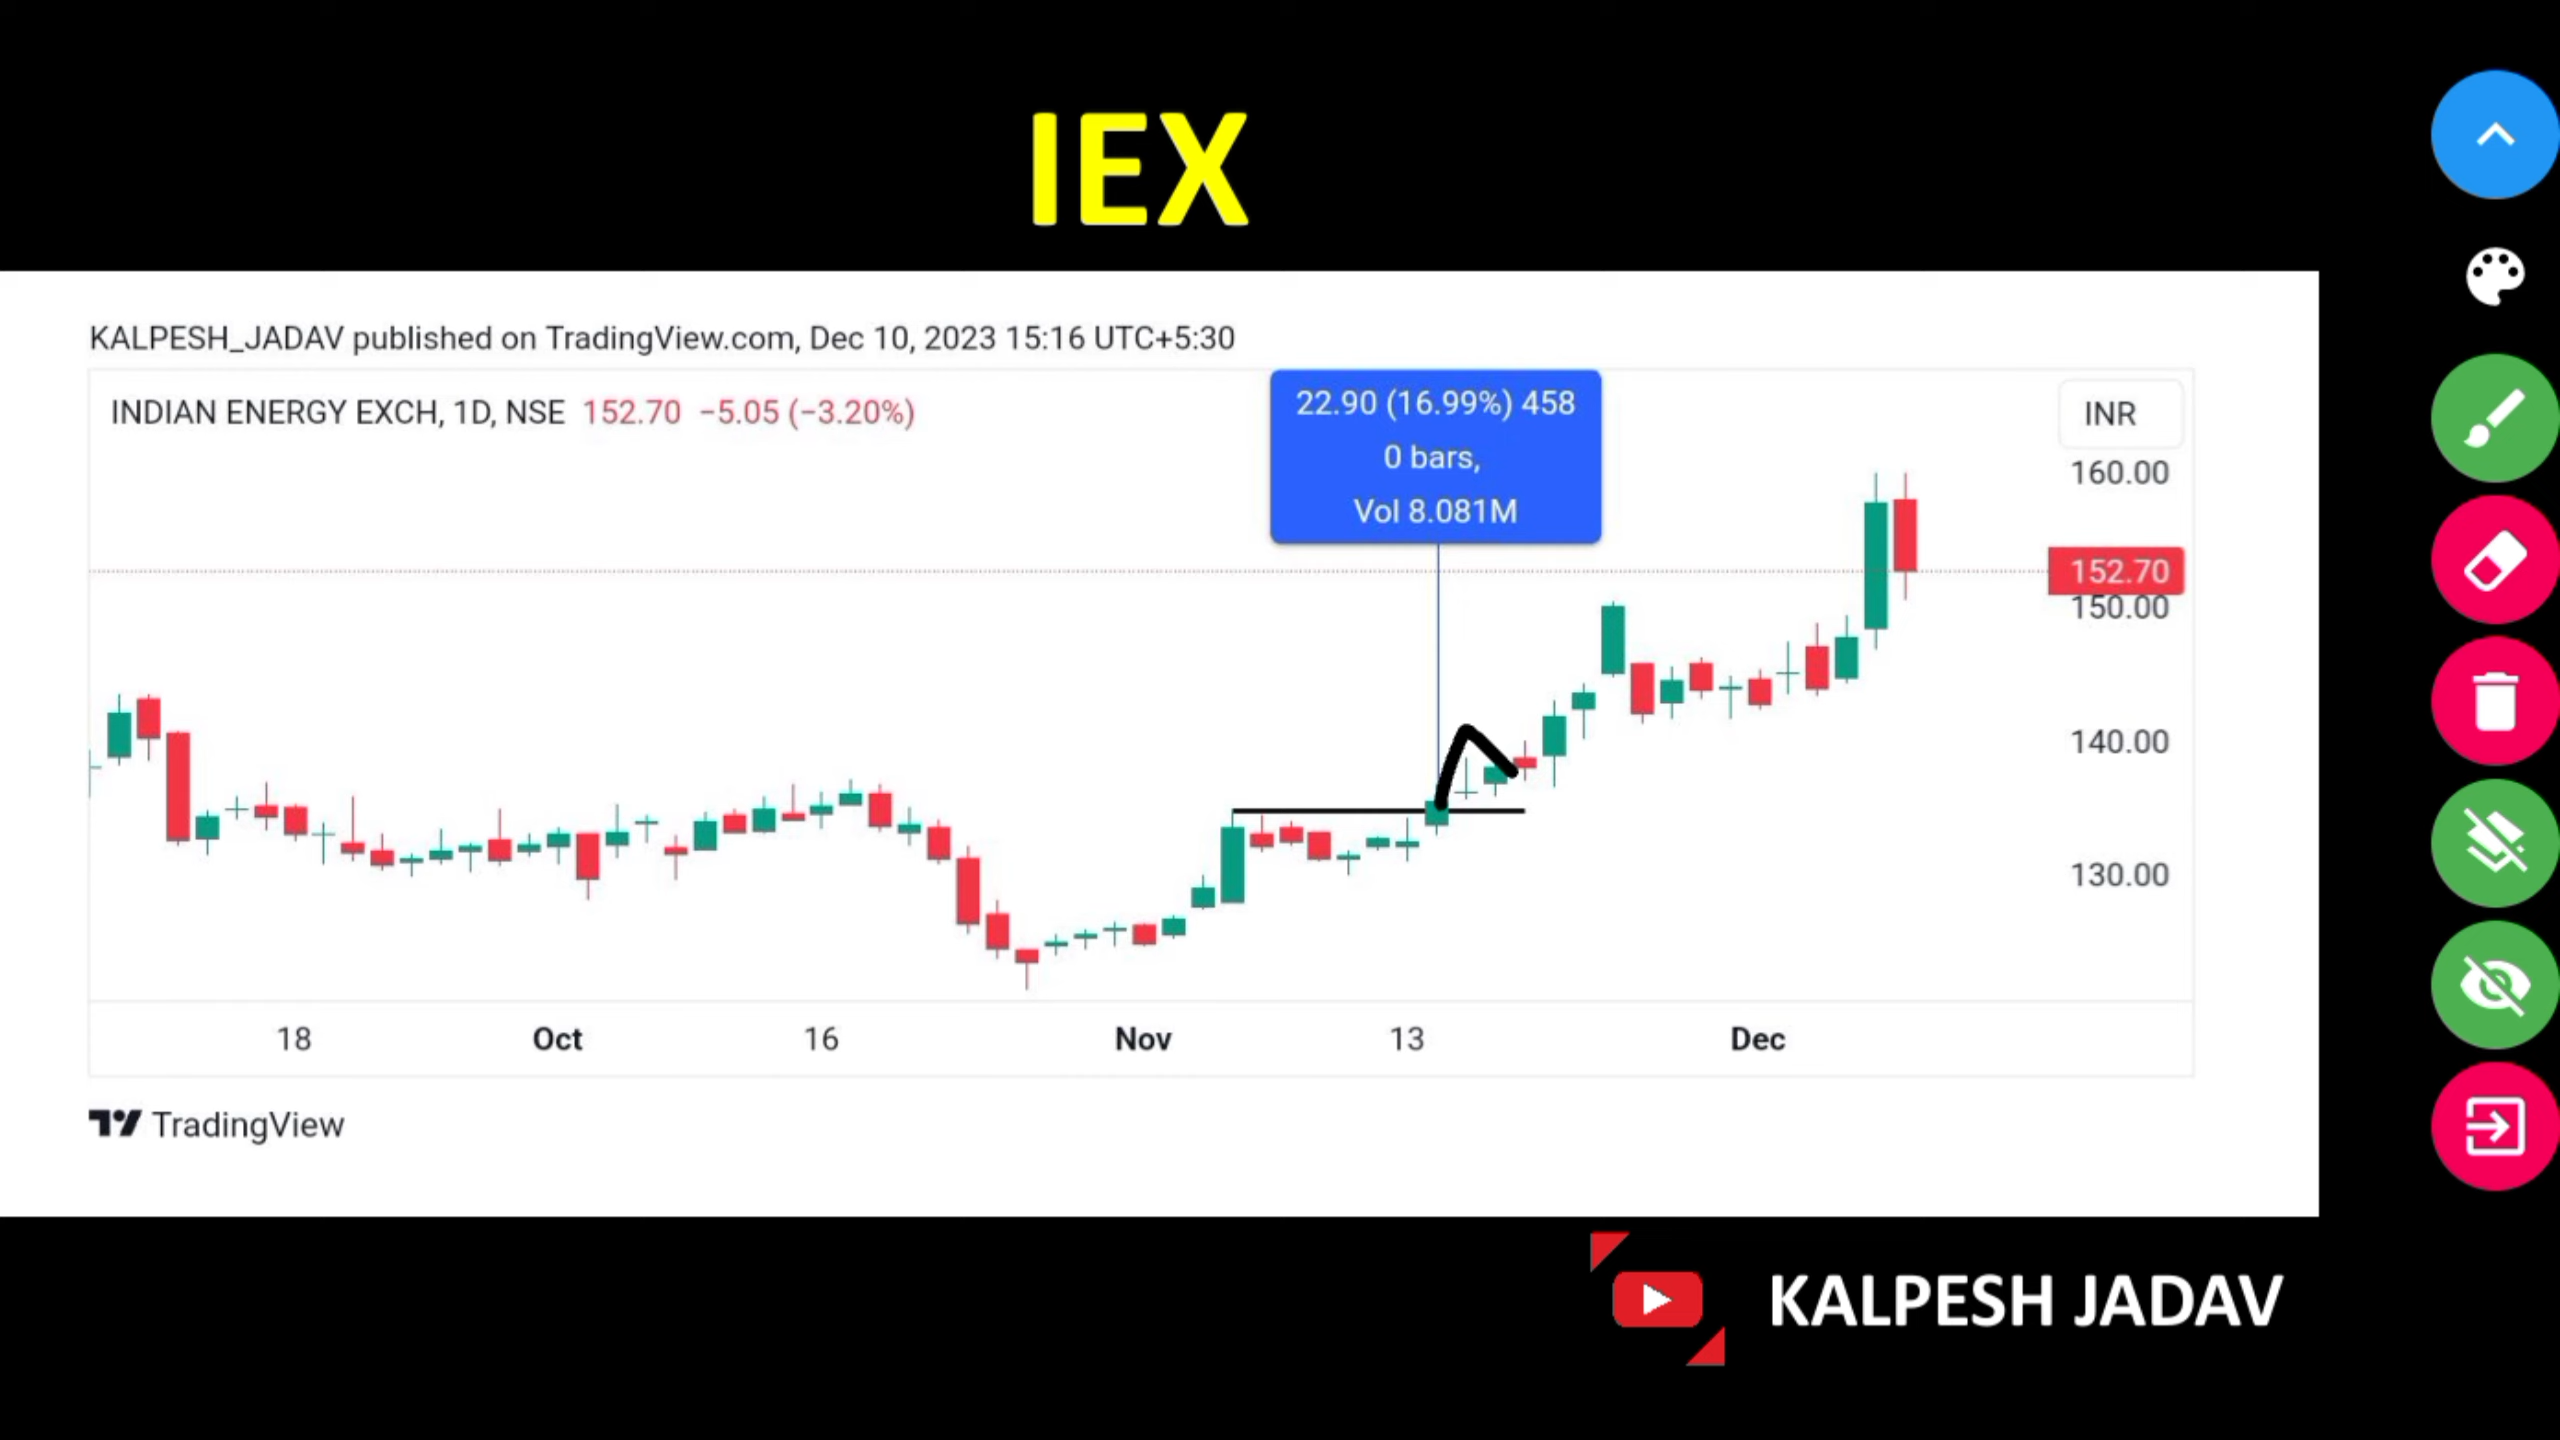 IEX
KALPESH_JADAV published on TradingView.com, Dec 10, 2023 15:16 UTC+5:30
INDIAN ENERGY EXCH, 1D, NSE 152.70 −5.05 (−3.20%)
22.90 (16.99%) 458
0 bars,
Vol 8.081M
INR
160.00
152.70
150.00
140.00
130.00
18 Oct 16 Nov 13 Dec
TradingView
KALPESH JADAV